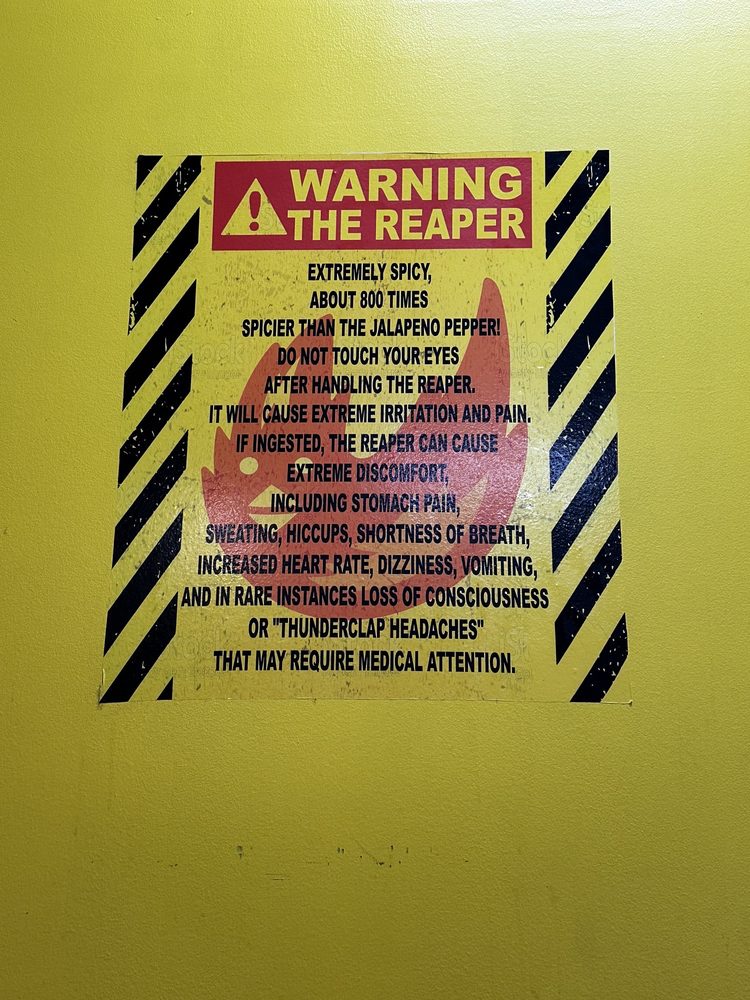 WARNING
THE REAPER
EXTREMELY SPICY,
ABOUT 800 TIMES
SPICIER THAN THE JALAPENO PEPPER!
DO NOT TOUCH YOUR EYES
AFTER HANDLING THE REAPER.
IT WILL CAUSE EXTREME IRRITATION AND PAIN.
IF INGESTED, THE REAPER CAN CAUSE
EXTREME DISCOMFORT,
INCLUDING STOMACH PAIN,
SWEATING, HICCUPS, SHORTNESS OF BREATH,
INCREASED HEART RATE, DIZZINESS, VOMITING,
AND IN RARE INSTANCES LOSS OF CONSCIOUSNESS
OR "THUNDERCLAP HEADACHES"
THAT MAY REQUIRE MEDICAL ATTENTION.